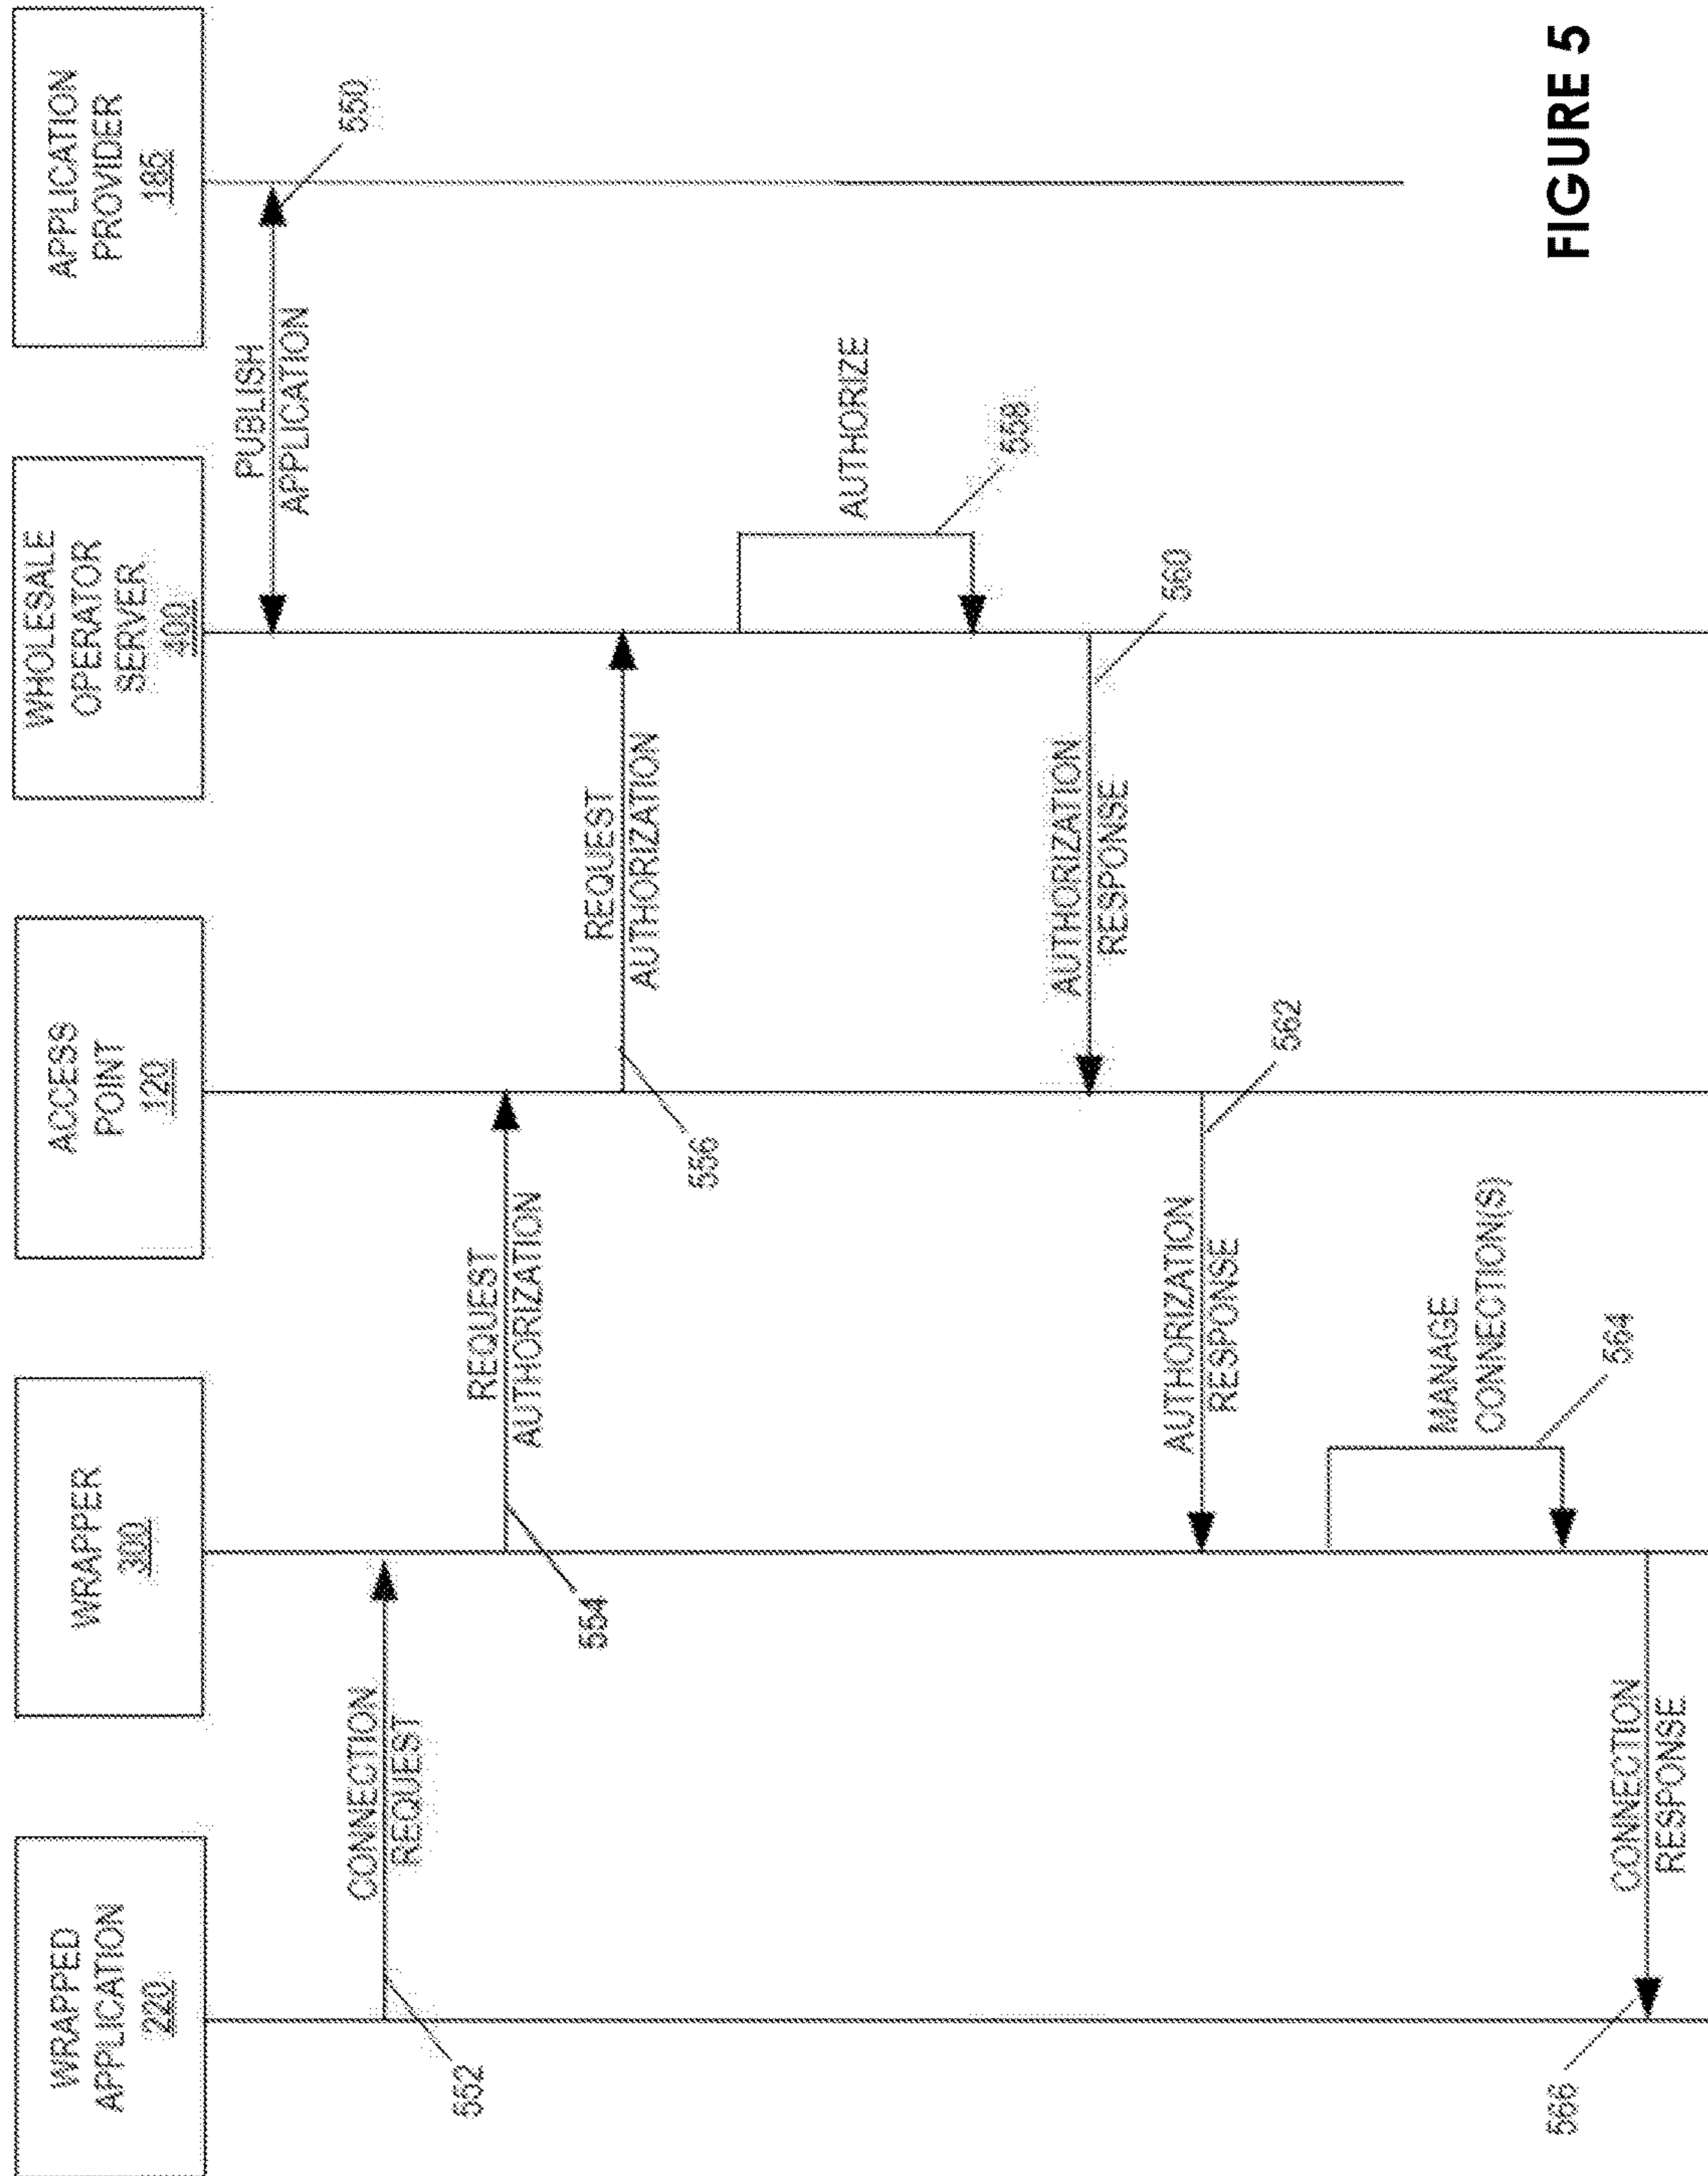 WRAPPED
APPLICATION
220
WRAPPER
300
ACCESS
POINT
120
WHOLESALE
OPERATOR
SERVER
400
APPLICATION
PROVIDER
185
PUBLISH
APPLICATION
550
CONNECTION
REQUEST
552
REQUEST
AUTHORIZATION
554
REQUEST
AUTHORIZATION
556
AUTHORIZE
558
AUTHORIZATION
RESPONSE
560
AUTHORIZATION
RESPONSE
562
MANAGE
CONNECTION(S)
564
CONNECTION
RESPONSE
566
FIGURE 5